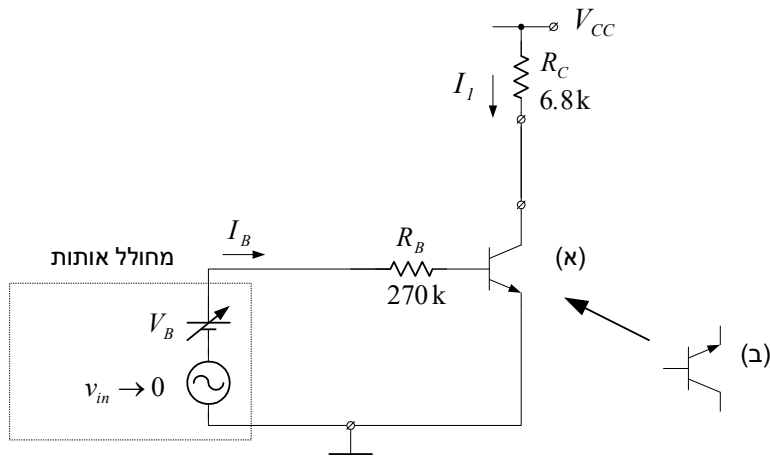 V_CC
R_C
6.8k
I_1
I_B
R_B
270k
מחולל אותות
V_B
v_in → 0
(א)
(ב)